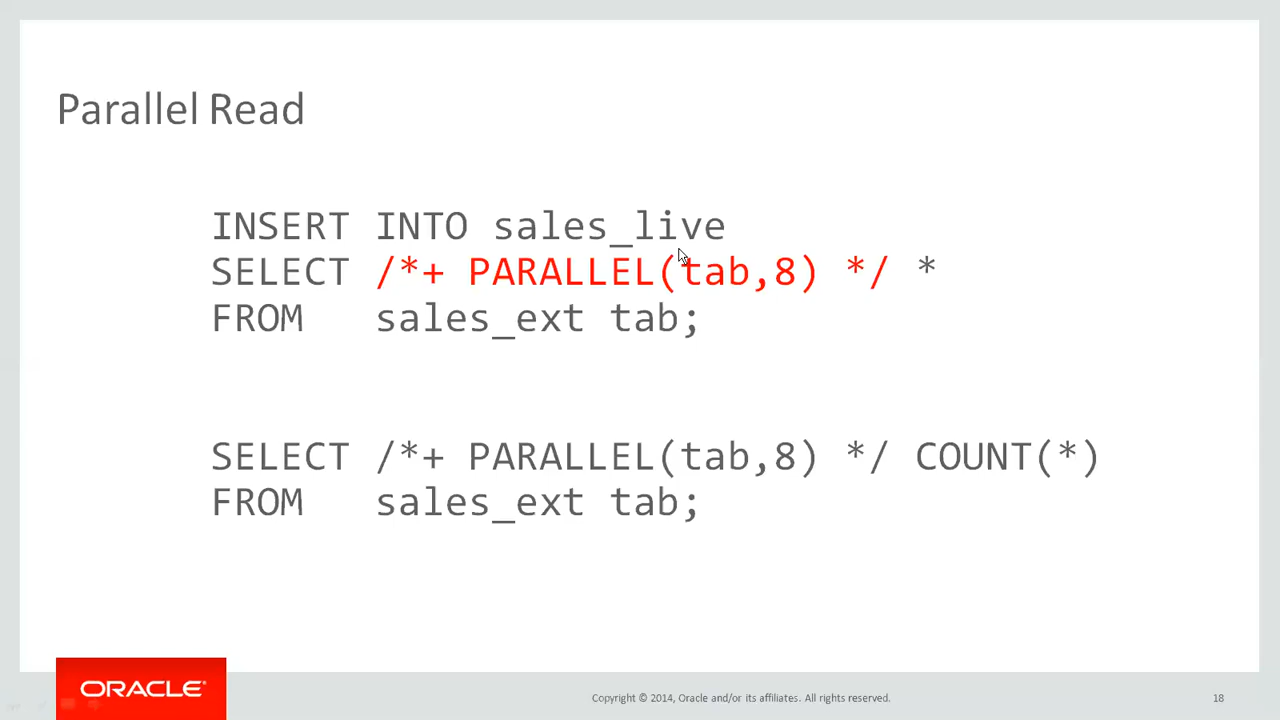 Parallel Read
INSERT INTO sales_live
SELECT /*+ PARALLEL(tab,8) */ *
FROM sales_ext tab;
SELECT /*+ PARALLEL(tab,8) */ COUNT(*)
FROM sales_ext tab;
ORACLE®
Copyright © 2014, Oracle and/or its affiliates. All rights reserved.
18